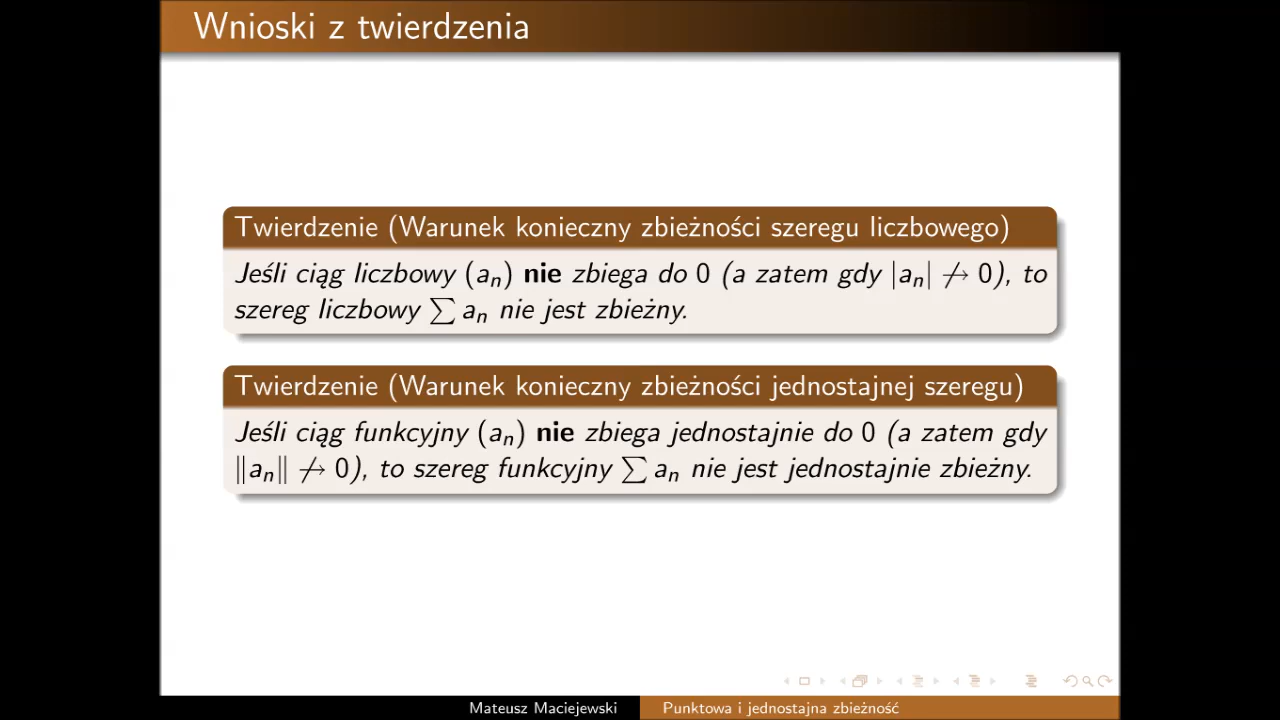 Wnioski z twierdzenia
Twierdzenie (Warunek konieczny zbieżności szeregu liczbowego)
Jeśli ciąg liczbowy (aₙ) nie zbiega do 0 (a zatem gdy |aₙ| ↛ 0), to
szereg liczbowy ∑ aₙ nie jest zbieżny.
Twierdzenie (Warunek konieczny zbieżności jednostajnej szeregu)
Jeśli ciąg funkcyjny (aₙ) nie zbiega jednostajnie do 0 (a zatem gdy
‖aₙ‖ ↛ 0), to szereg funkcyjny ∑ aₙ nie jest jednostajnie zbieżny.
Mateusz Maciejewski
Punktowa i jednostajna zbieżność